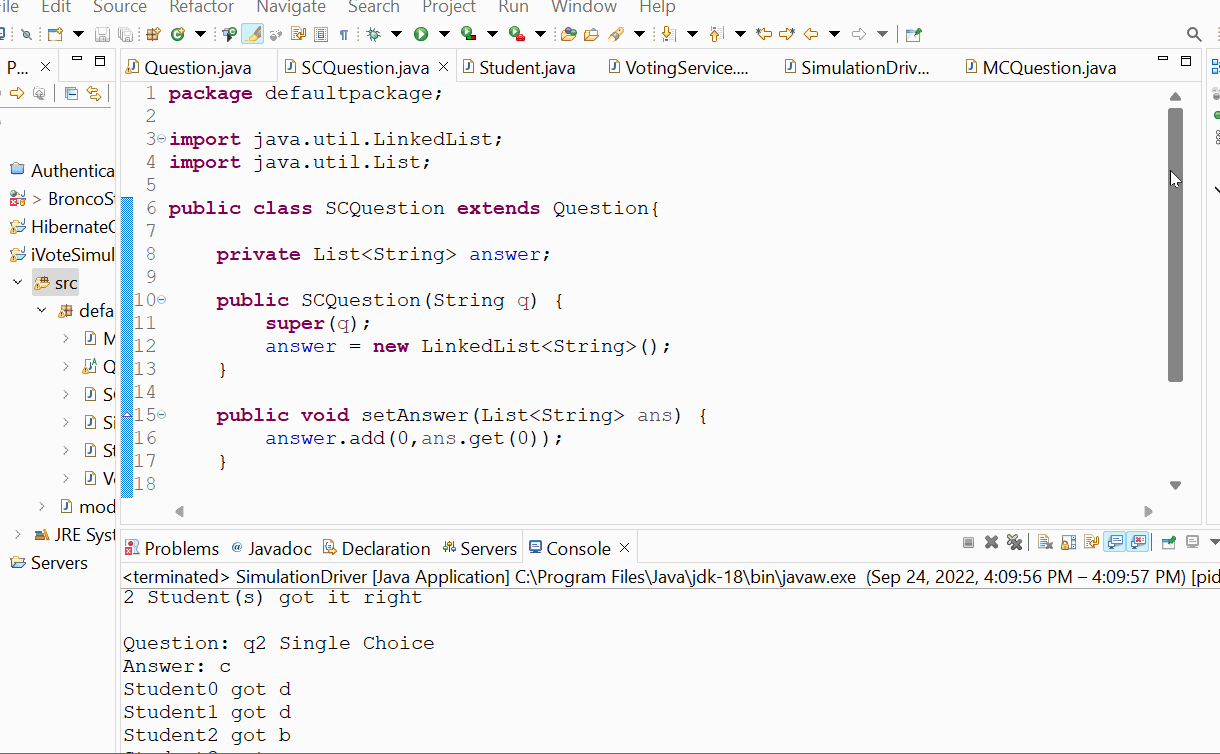 File Edit Source Refactor Navigate Search Project Run Window Help
P...
Question.java SCQuestion.java Student.java VotingService.... SimulationDriv... MCQuestion.java
1 package defaultpackage;
2
3 import java.util.LinkedList;
4 import java.util.List;
5
6 public class SCQuestion extends Question{
7
8 private List<String> answer;
9
10 public SCQuestion(String q) {
11 super(q);
12 answer = new LinkedList<String>();
13 }
14
15 public void setAnswer(List<String> ans) {
16 answer.add(0,ans.get(0));
17 }
18
Authentica
> BroncoSt
HibernateC
iVoteSimul
src
defa
M
Q
SC
Si
St
Vo
mod
JRE Syst
Servers
Problems Javadoc Declaration Servers Console
<terminated> SimulationDriver [Java Application] C:\Program Files\Java\jdk-18\bin\javaw.exe (Sep 24, 2022, 4:09:56 PM – 4:09:57 PM) [pid
2 Student(s) got it right
Question: q2 Single Choice
Answer: c
Student0 got d
Student1 got d
Student2 got b